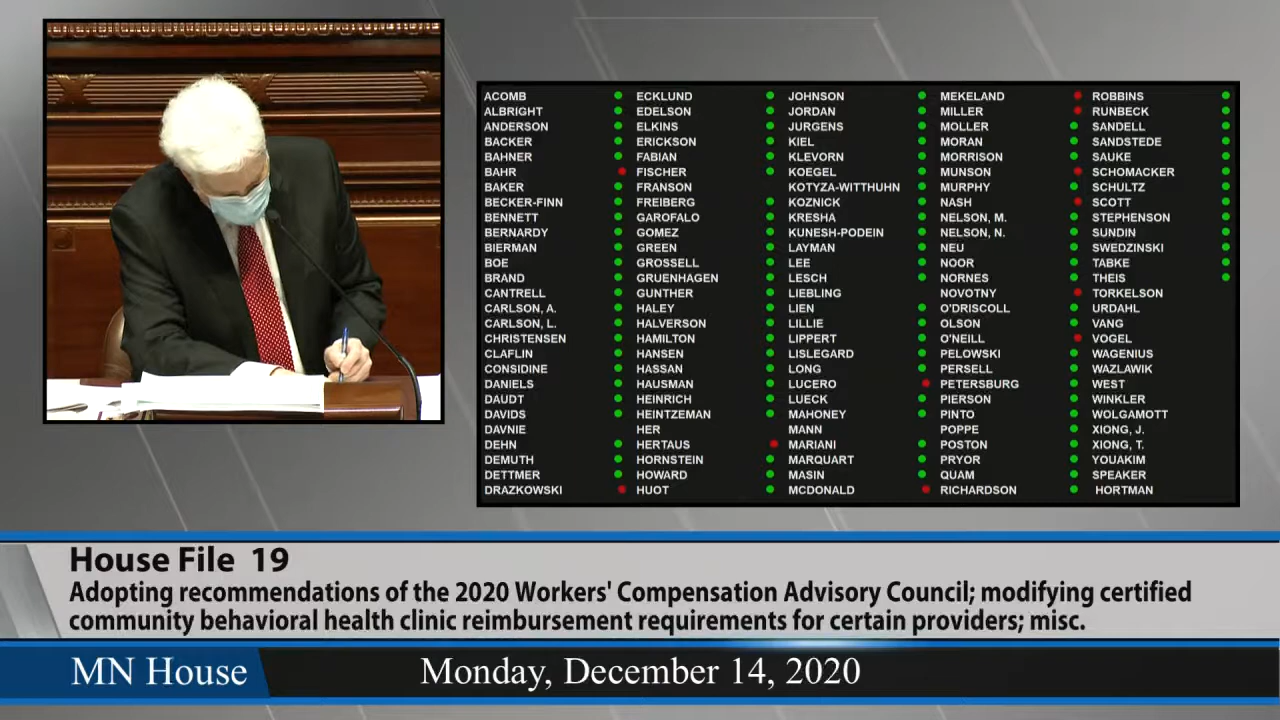 ACOMB ECKLUND JOHNSON MEKELAND ROBBINS
ALBRIGHT EDELSON JORDAN MILLER RUNBECK
ANDERSON ELKINS JURGENS MOLLER SANDELL
BACKER ERICKSON KIEL MORAN SANDSTEDE
BAHNER FABIAN KLEVORN MORRISON SAUKE
BAHR FISCHER KOEGEL MUNSON SCHOMACKER
BAKER FRANSON KOTYZA-WITTHUHN MURPHY SCHULTZ
BECKER-FINN FREIBERG KOZNICK NASH SCOTT
BENNETT GAROFALO KRESHA NELSON, M. STEPHENSON
BERNARDY GOMEZ KUNESH-PODEIN NELSON, N. SUNDIN
BIERMAN GREEN LAYMAN NEU SWEDZINSKI
BOE GROSSELL LEE NOOR TABKE
BRAND GRUENHAGEN LESCH NORNES THEIS
CANTRELL GUNTHER LIEBLING NOVOTNY TORKELSON
CARLSON, A. HALEY LIEN O'DRISCOLL URDAHL
CARLSON, L. HALVERSON LILLIE OLSON VANG
CHRISTENSEN HAMILTON LIPPERT O'NEILL VOGEL
CLAFLIN HANSEN LISLEGARD PELOWSKI WAGENIUS
CONSIDINE HASSAN LONG PERSELL WAZLAWIK
DANIELS HAUSMAN LUCERO PETERSBURG WEST
DAUDT HEINRICH LUECK PIERSON WINKLER
DAVIDS HEINTZEMAN MAHONEY PINTO WOLGAMOTT
DAVNIE HER MANN POPPE XIONG, J.
DEHN HERTAUS MARIANI POSTON XIONG, T.
DEMUTH HORNSTEIN MARQUART PRYOR YOUAKIM
DETTMER HOWARD MASIN QUAM SPEAKER
DRAZKOWSKI HUOT MCDONALD RICHARDSON HORTMAN
House File 19
Adopting recommendations of the 2020 Workers' Compensation Advisory Council; modifying certified
community behavioral health clinic reimbursement requirements for certain providers; misc.
MN House Monday, December 14, 2020